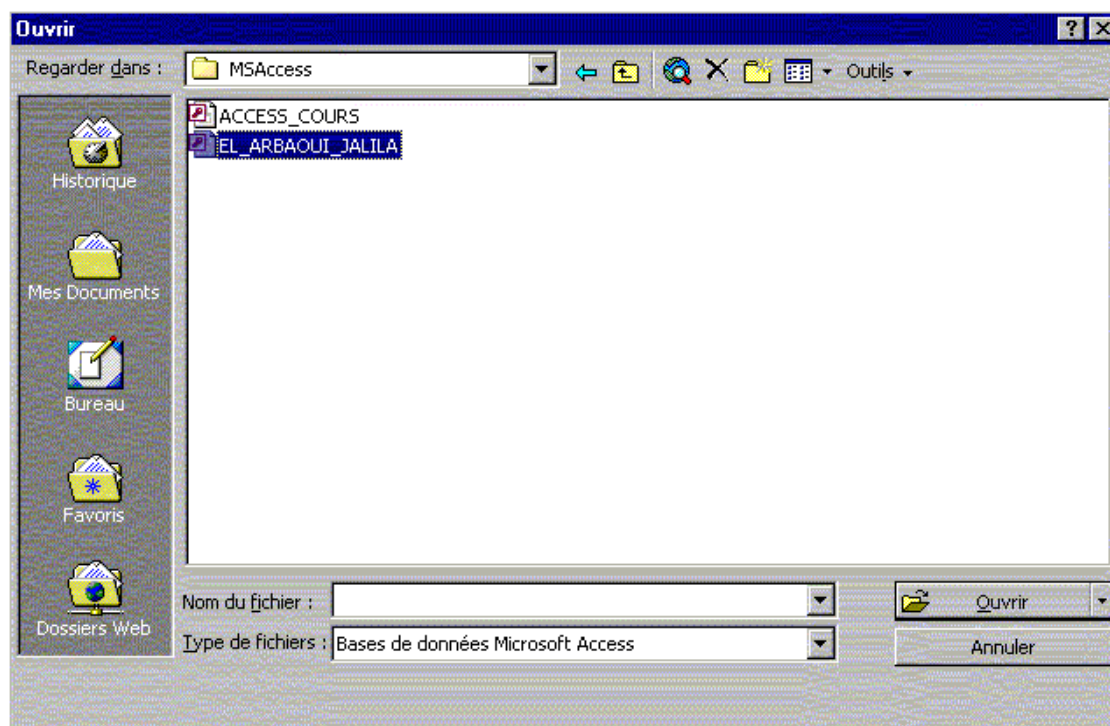 Ouvrir
Regarder dans : MSAccess Outils
ACCESS_COURS
EL_ARBAOUI_JALILA
Historique
Mes Documents
Bureau
Favoris
Dossiers Web
Nom du fichier : Ouvrir
Type de fichiers : Bases de données Microsoft Access Annuler